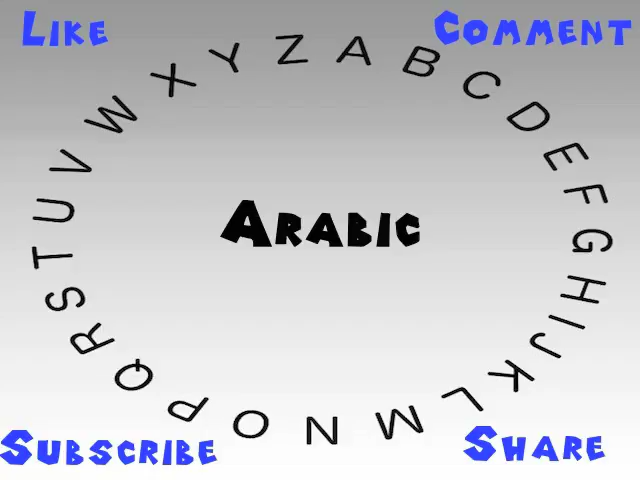 Like
Comment
A B C D E F G H I J K L M N O P Q R S T U V W X Y Z
Arabic
Subscribe
Share